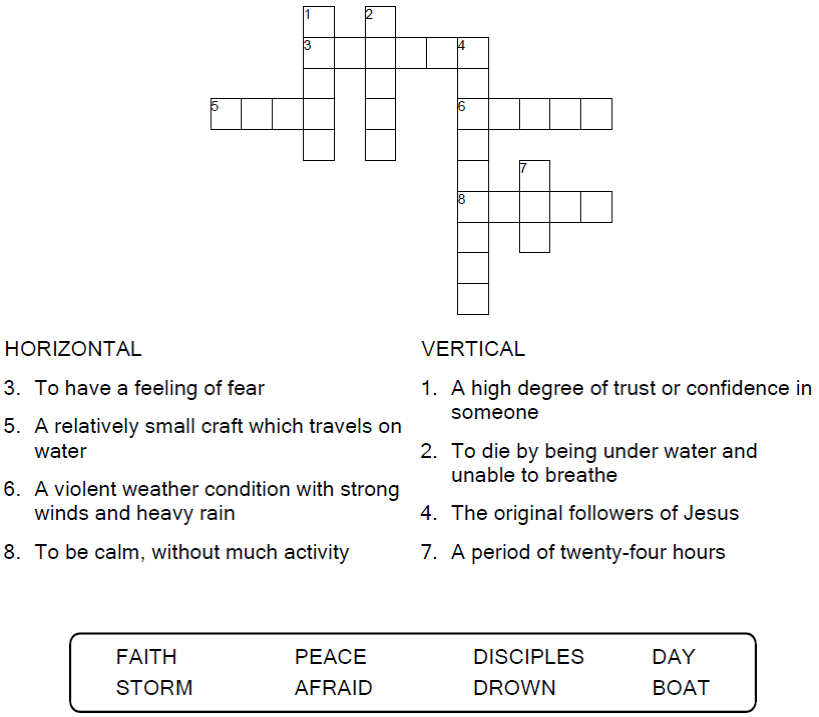 1 2
3 4
5 6
7
8
HORIZONTAL
3. To have a feeling of fear
5. A relatively small craft which travels on
water
6. A violent weather condition with strong
winds and heavy rain
8. To be calm, without much activity
VERTICAL
1. A high degree of trust or confidence in
someone
2. To die by being under water and
unable to breathe
4. The original followers of Jesus
7. A period of twenty-four hours
FAITH PEACE DISCIPLES DAY
STORM AFRAID DROWN BOAT